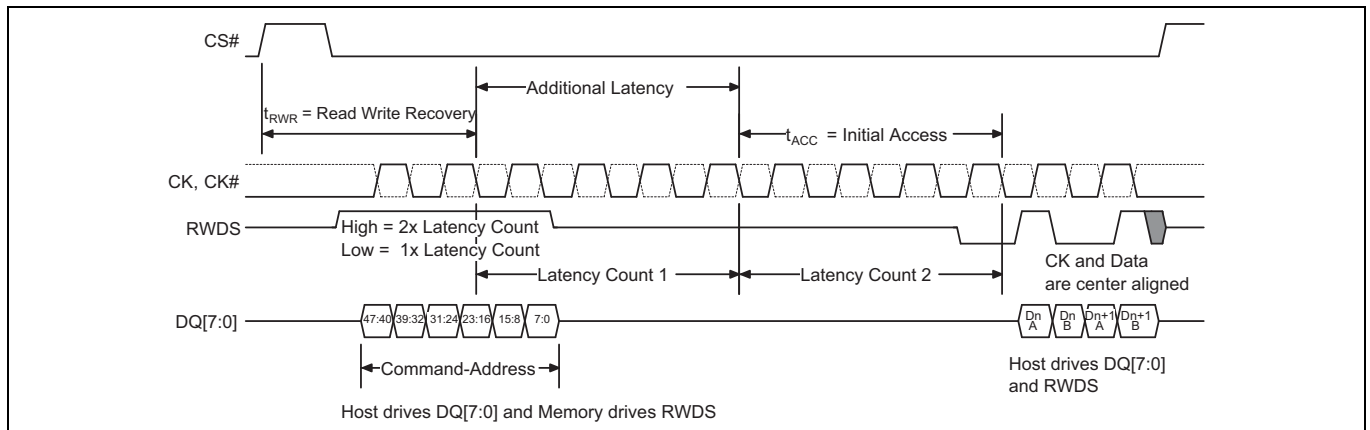 CS#
Additional Latency
tRWR = Read Write Recovery
tACC = Initial Access
CK, CK#
RWDS
High = 2x Latency Count
Low = 1x Latency Count
CK and Data
are center aligned
Latency Count 1
Latency Count 2
DQ[7:0]
47:40 39:32 31:24 23:16 15:8 7:0
Dn A
Dn B
Dn+1 A
Dn+1 B
Command-Address
Host drives DQ[7:0]
and RWDS
Host drives DQ[7:0] and Memory drives RWDS